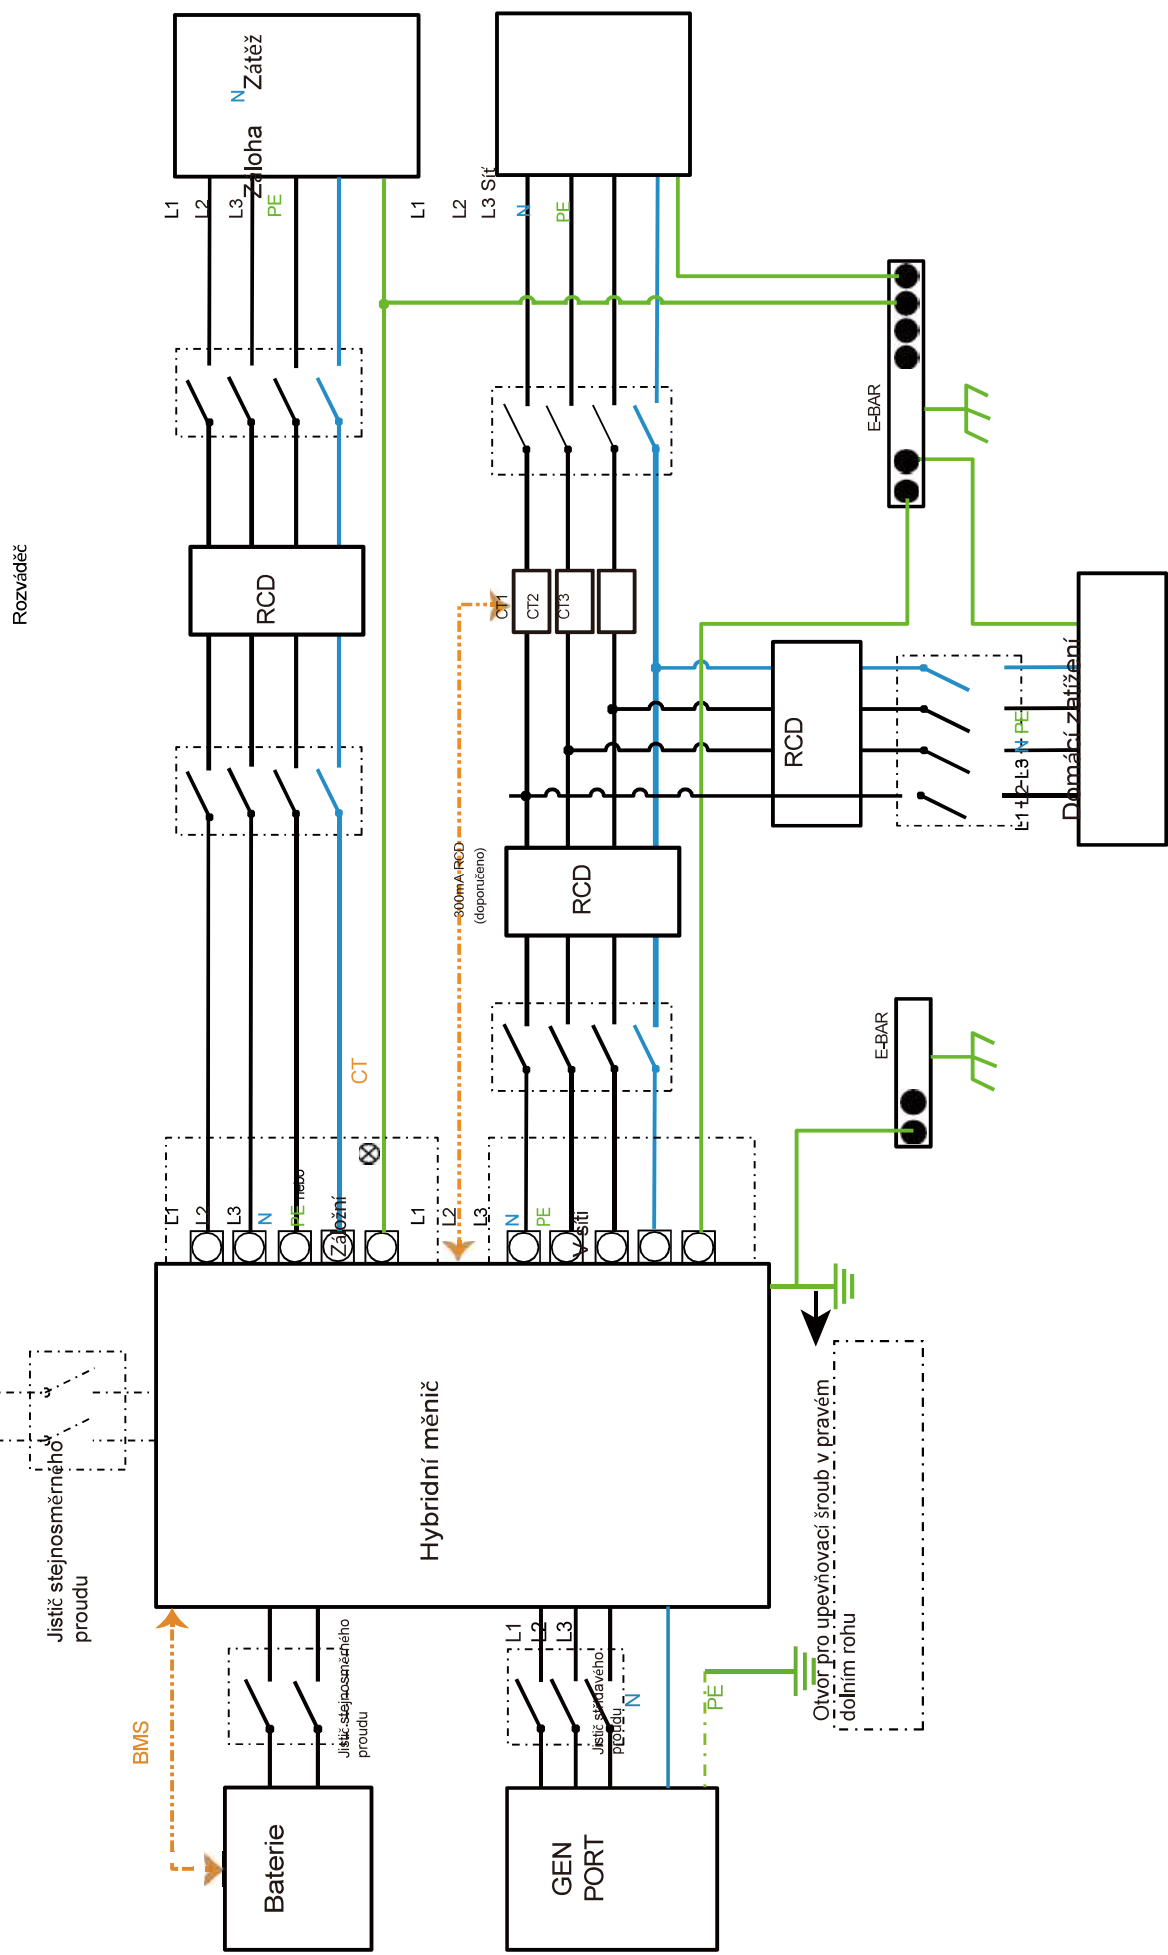 Rozváděč
N Zátěž
Záloha
L1
L2
L3
PE
L1
L2
L3 Síť
N
PE
E-BAR
RCD
CT1
CT2
CT3
RCD
L1 L2 L3 N PE
Domácí zatížení
300mA RCD
(doporučeno)
RCD
E-BAR
CT
L1
L2
L3
N
PE nebo
Záložní
L1
L2
L3
N
PE
V síti
Jistič stejnosměrného
proudu
Hybridní měnič
Otvor pro upevňovací šroub v pravém
dolním rohu
BMS
Jistič stejnosměrného
proudu
L1
L2
L3
Jistič střídavého
proudu
N
PE
Baterie
GEN
PORT